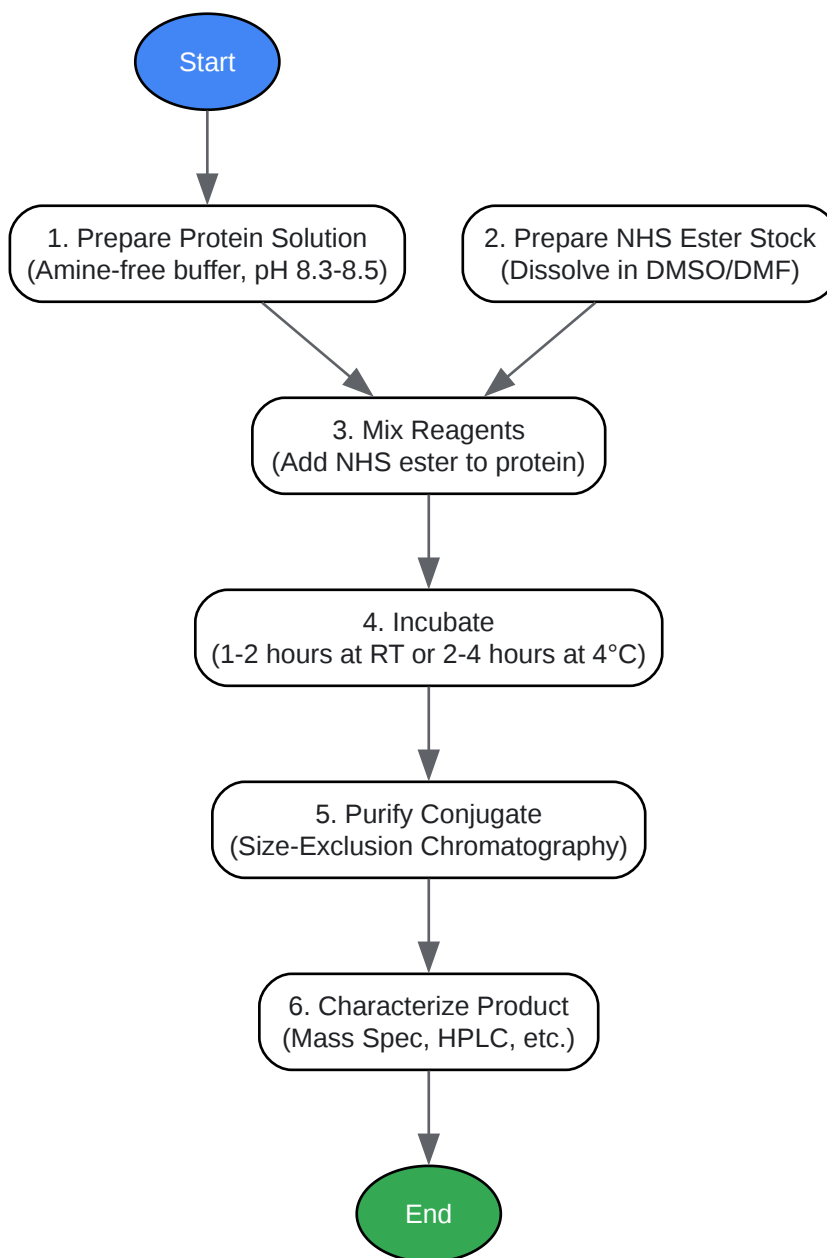 Start
1. Prepare Protein Solution
(Amine-free buffer, pH 8.3-8.5)
2. Prepare NHS Ester Stock
(Dissolve in DMSO/DMF)
3. Mix Reagents
(Add NHS ester to protein)
4. Incubate
(1-2 hours at RT or 2-4 hours at 4°C)
5. Purify Conjugate
(Size-Exclusion Chromatography)
6. Characterize Product
(Mass Spec, HPLC, etc.)
End